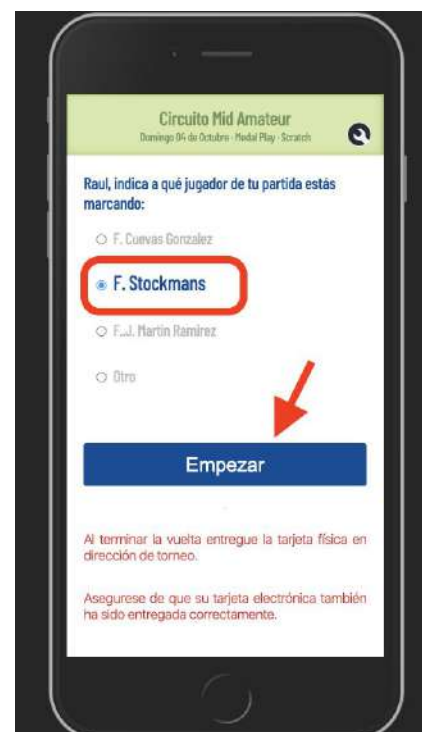 Circuito Mid Amateur
Domingo 04 de Octubre - Medal Play - Scratch
Raul, indica a qué jugador de tu partida estás
marcando:
F. Cuevas Gonzalez
F. Stockmans
F.J. Martin Ramirez
Otro
Empezar
Al terminar la vuelta entregue la tarjeta física en
dirección de torneo.
Asegurese de que su tarjeta electrónica también
ha sido entregada correctamente.